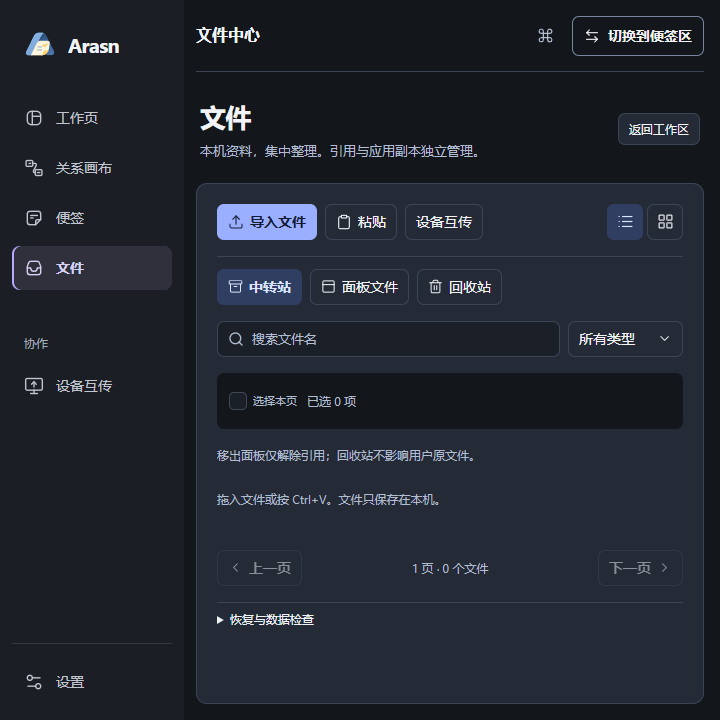 Arasn
工作页
关系画布
便签
文件
协作
设备互传
设置
文件中心
⌘ 切换到便签区
文件
返回工作区
本机资料，集中整理。引用与应用副本独立管理。
导入文件 粘贴 设备互传
中转站 面板文件 回收站
搜索文件名 所有类型
选择本页 已选 0 项
移出面板仅解除引用；回收站不影响用户原文件。
拖入文件或按 Ctrl+V。文件只保存在本机。
上一页 1 页 · 0 个文件 下一页
恢复与数据检查